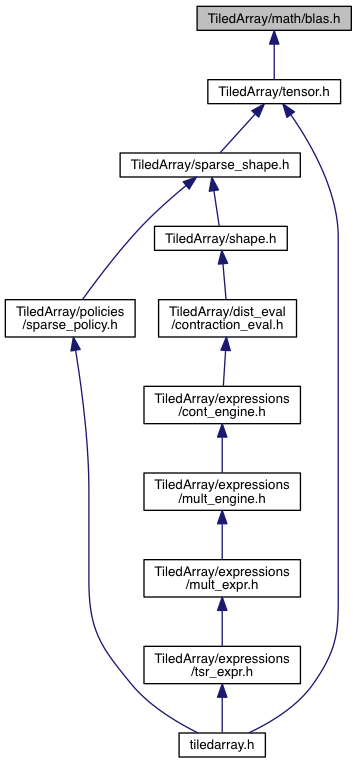 TiledArray/math/blas.h
TiledArray/tensor.h
TiledArray/sparse_shape.h
TiledArray/shape.h
TiledArray/policies
/sparse_policy.h
TiledArray/dist_eval
/contraction_eval.h
TiledArray/expressions
/cont_engine.h
TiledArray/expressions
/mult_engine.h
TiledArray/expressions
/mult_expr.h
TiledArray/expressions
/tsr_expr.h
tiledarray.h